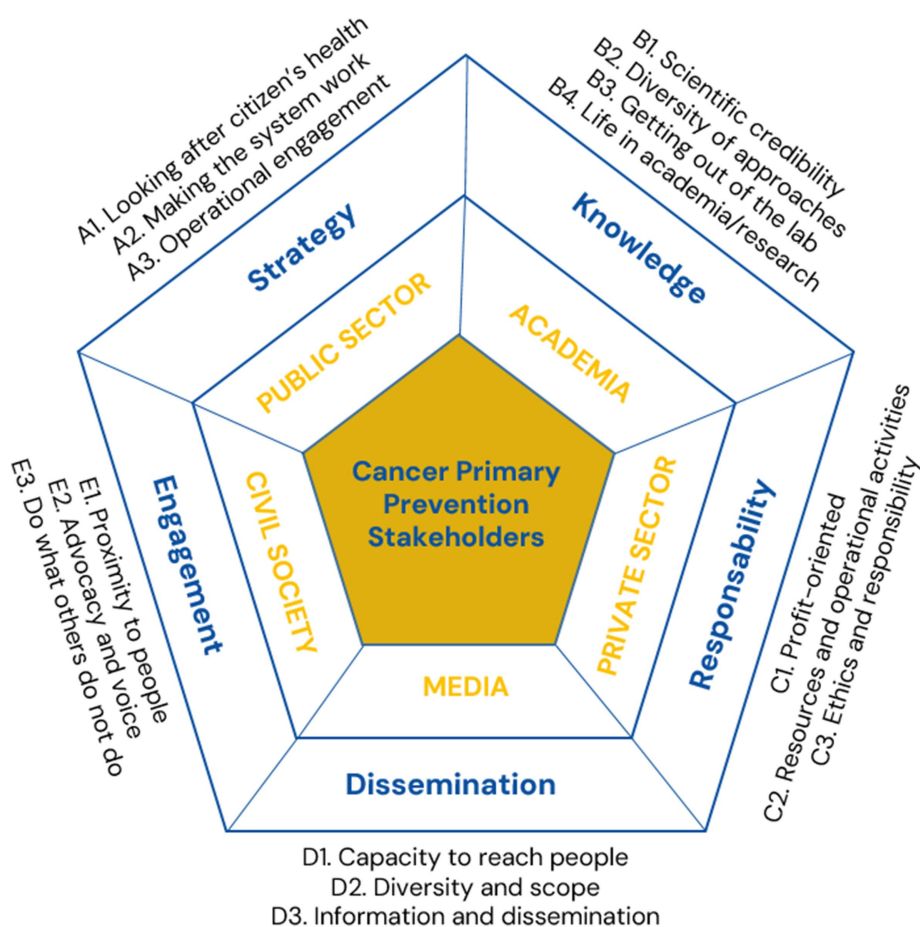 A1. Looking after citizen's health
A2. Making the system work
A3. Operational engagement
B1. Scientific credibility
B2. Diversity of approaches
B3. Getting out of the lab
B4. Life in academia/research
Strategy
Knowledge
PUBLIC SECTOR
ACADEMIA
Cancer Primary
Prevention
Stakeholders
E1. Proximity to people
E2. Advocacy and voice
E3. Do what others do not do
Engagement
CIVIL SOCIETY
PRIVATE SECTOR
Responsability
C1. Profit-oriented
C2. Resources and operational activities
C3. Ethics and responsibility
MEDIA
Dissemination
D1. Capacity to reach people
D2. Diversity and scope
D3. Information and dissemination